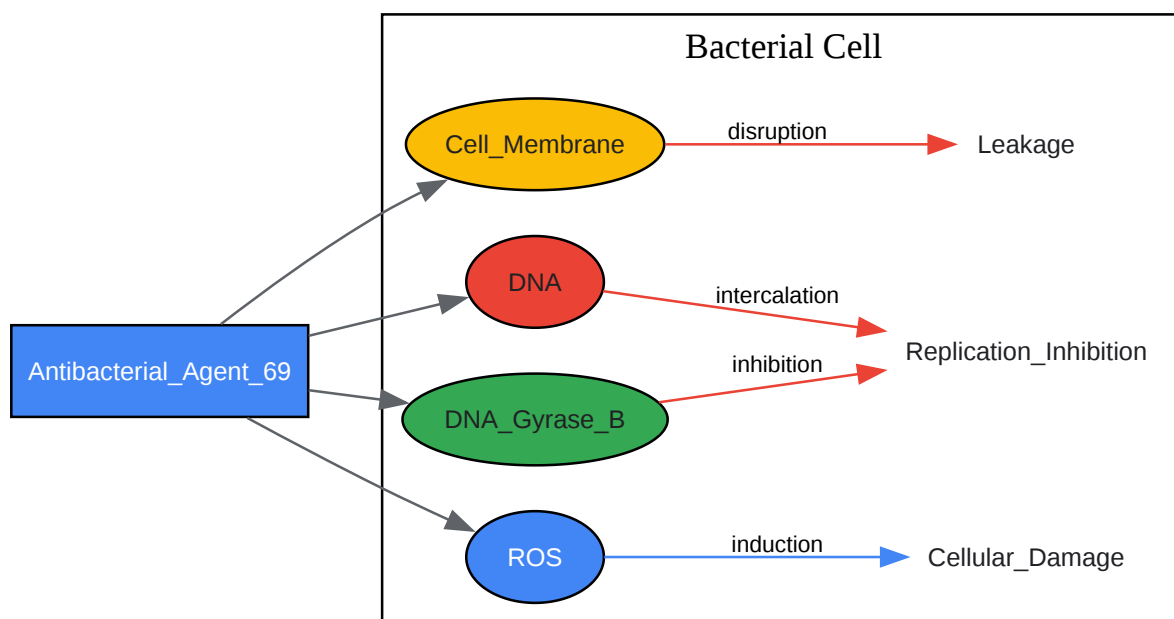 Bacterial Cell
Cell_Membrane
disruption
Leakage
DNA
intercalation
Replication_Inhibition
Antibacterial_Agent_69
inhibition
DNA_Gyrase_B
ROS
induction
Cellular_Damage